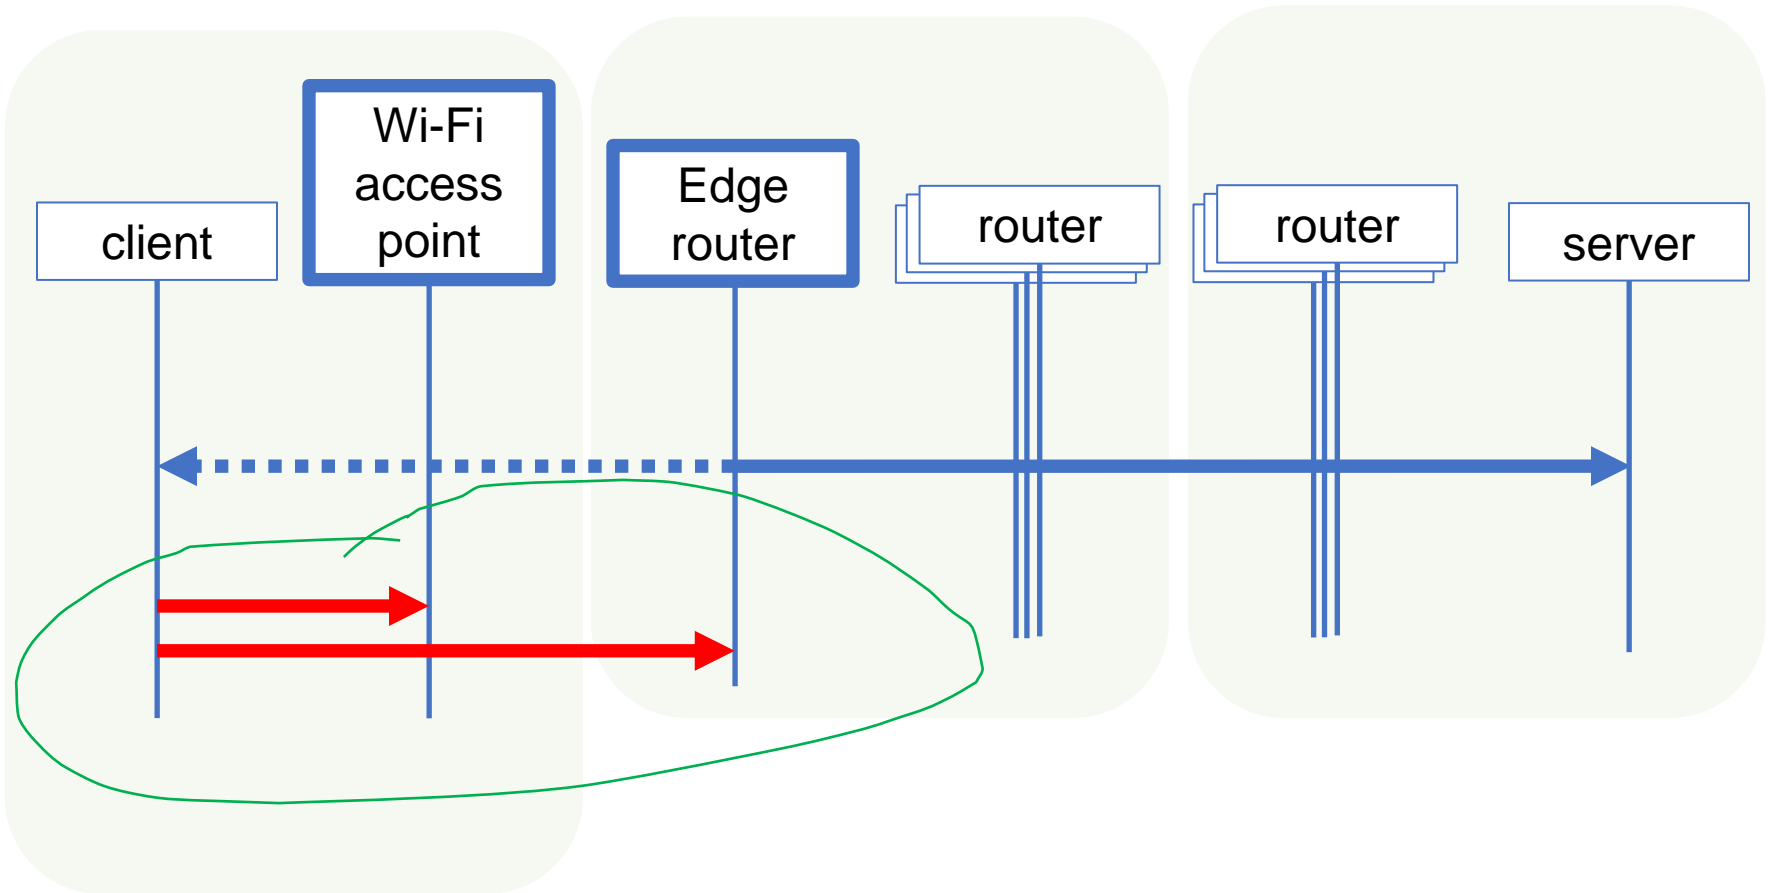 client
Wi-Fi
access
point
Edge
router
router
router
server